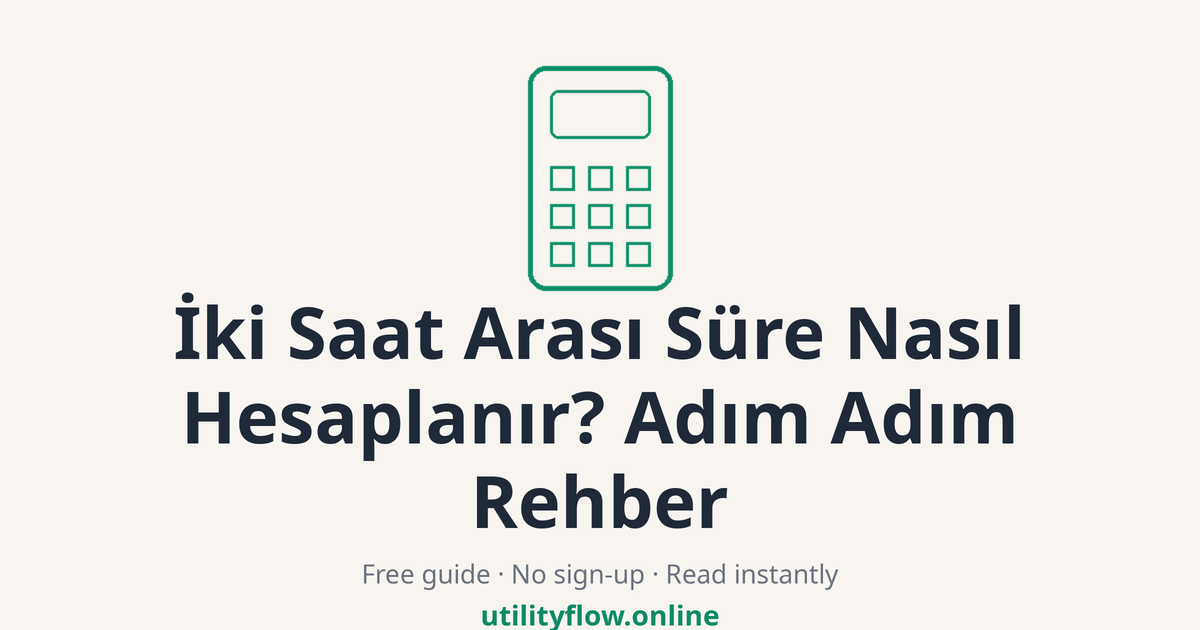 İki Saat Arası Süre Nasıl
Hesaplanır? Adım Adım
Rehber
Free guide · No sign-up · Read instantly
utilityflow.online